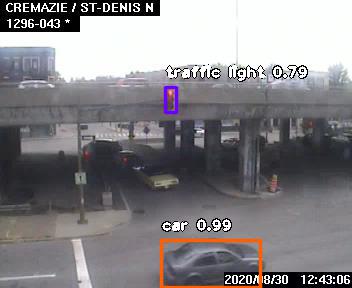 CREMAZIE / ST-DENIS N
1296-043 *
traffic light 0.79
car 0.99
2020/08/30 12:43:06